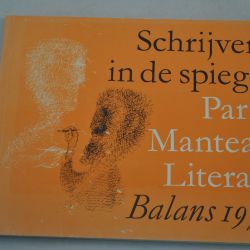 Schrijver
in de spieg
Par
Mantea
Litera
Balans 19